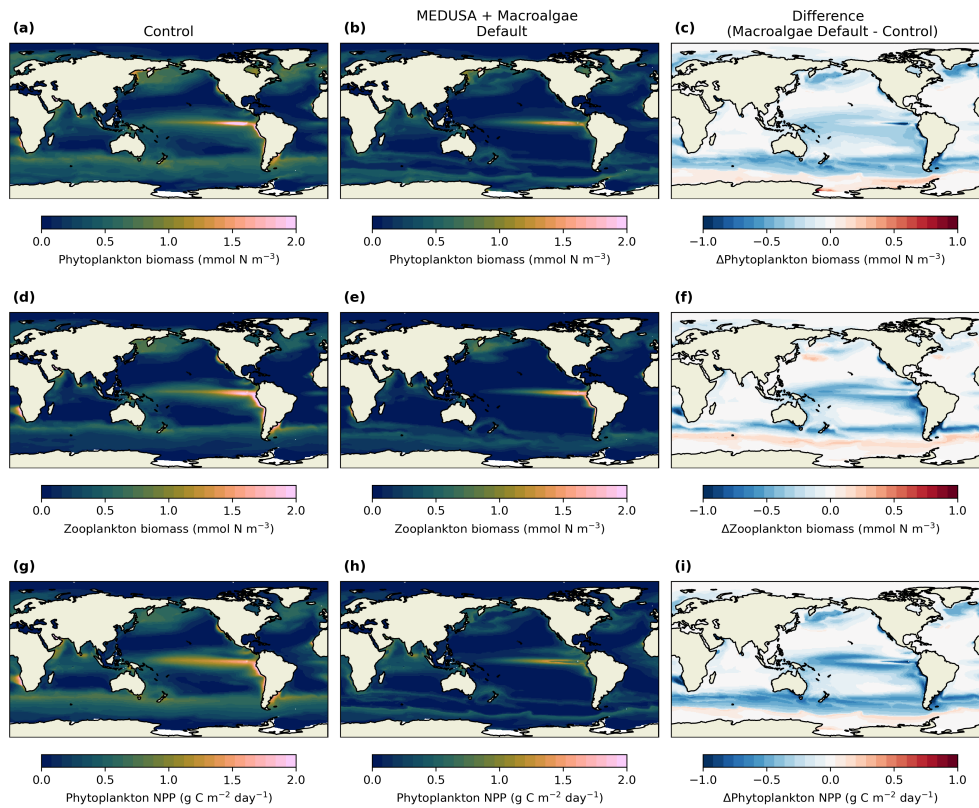 MEDUSA + Macroalgae
Difference
(a) Control (b) Default (c) (Macroalgae Default - Control)
0.0 0.5 1.0 1.5 2.0 0.0 0.5 1.0 1.5 2.0 −1.0 −0.5 0.0 0.5 1.0
Phytoplankton biomass (mmol N m⁻³) Phytoplankton biomass (mmol N m⁻³) ΔPhytoplankton biomass (mmol N m⁻³)
(d) (e) (f)
0.0 0.5 1.0 1.5 2.0 0.0 0.5 1.0 1.5 2.0 −1.0 −0.5 0.0 0.5 1.0
Zooplankton biomass (mmol N m⁻³) Zooplankton biomass (mmol N m⁻³) ΔZooplankton biomass (mmol N m⁻³)
(g) (h) (i)
0.0 0.5 1.0 1.5 2.0 0.0 0.5 1.0 1.5 2.0 −1.0 −0.5 0.0 0.5 1.0
Phytoplankton NPP (g C m⁻² day⁻¹) Phytoplankton NPP (g C m⁻² day⁻¹) ΔPhytoplankton NPP (g C m⁻² day⁻¹)